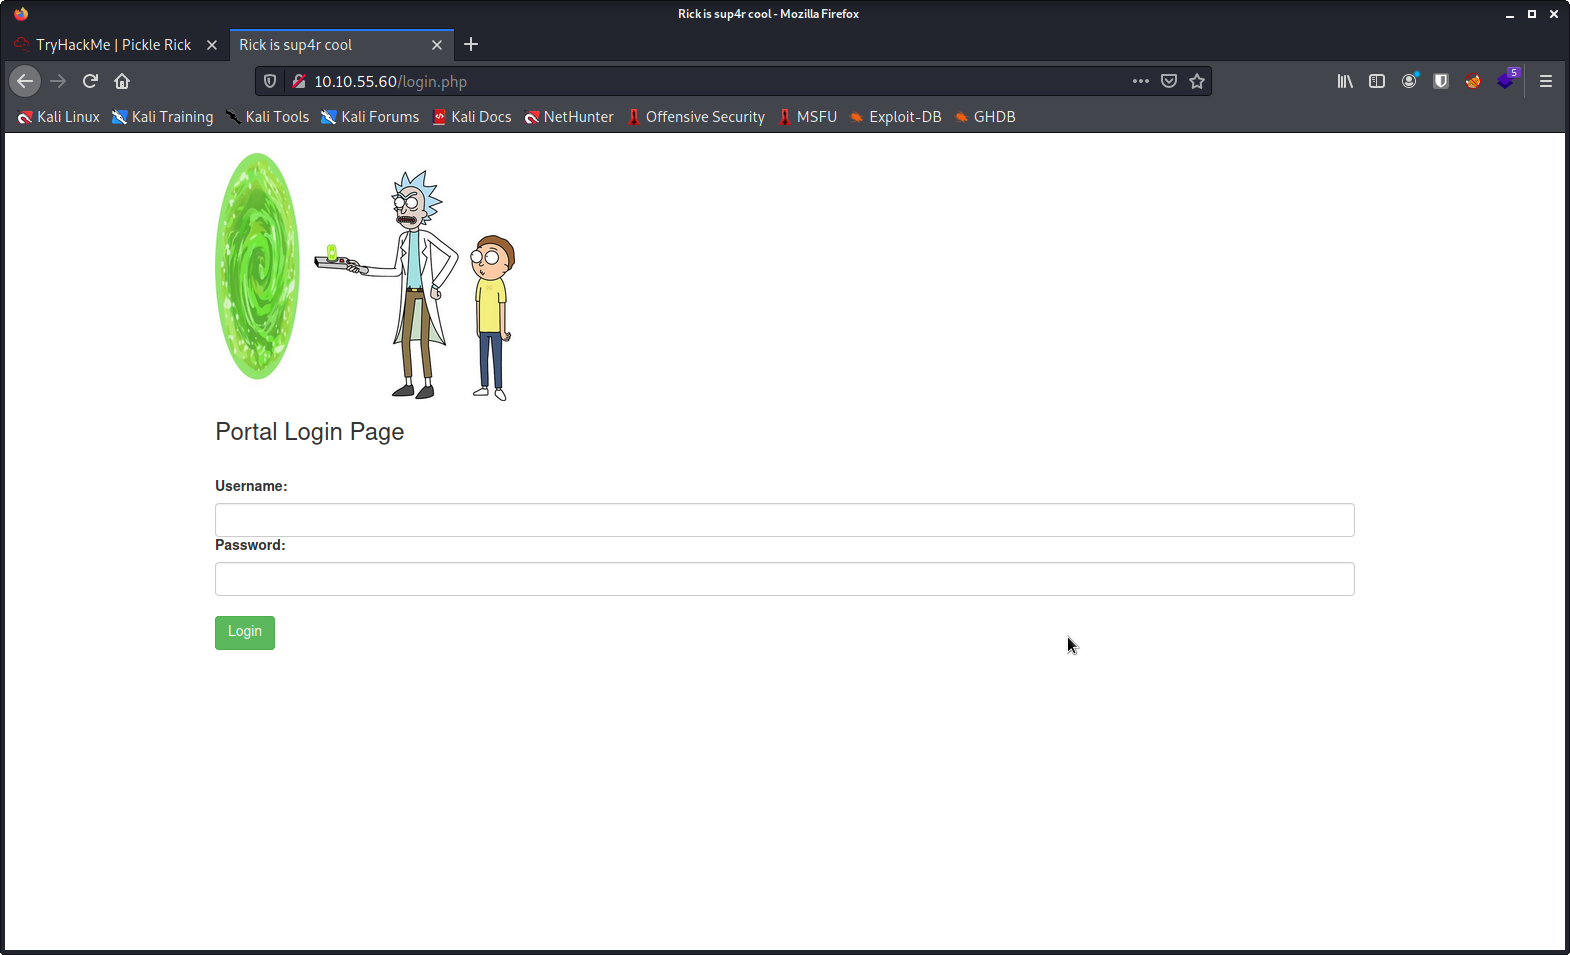 Rick is sup4r cool - Mozilla Firefox
TryHackMe | Pickle Rick
Rick is sup4r cool
10.10.55.60/login.php
5
Kali Linux Kali Training Kali Tools Kali Forums Kali Docs NetHunter Offensive Security MSFU Exploit-DB GHDB
Portal Login Page
Username:
Password:
Login